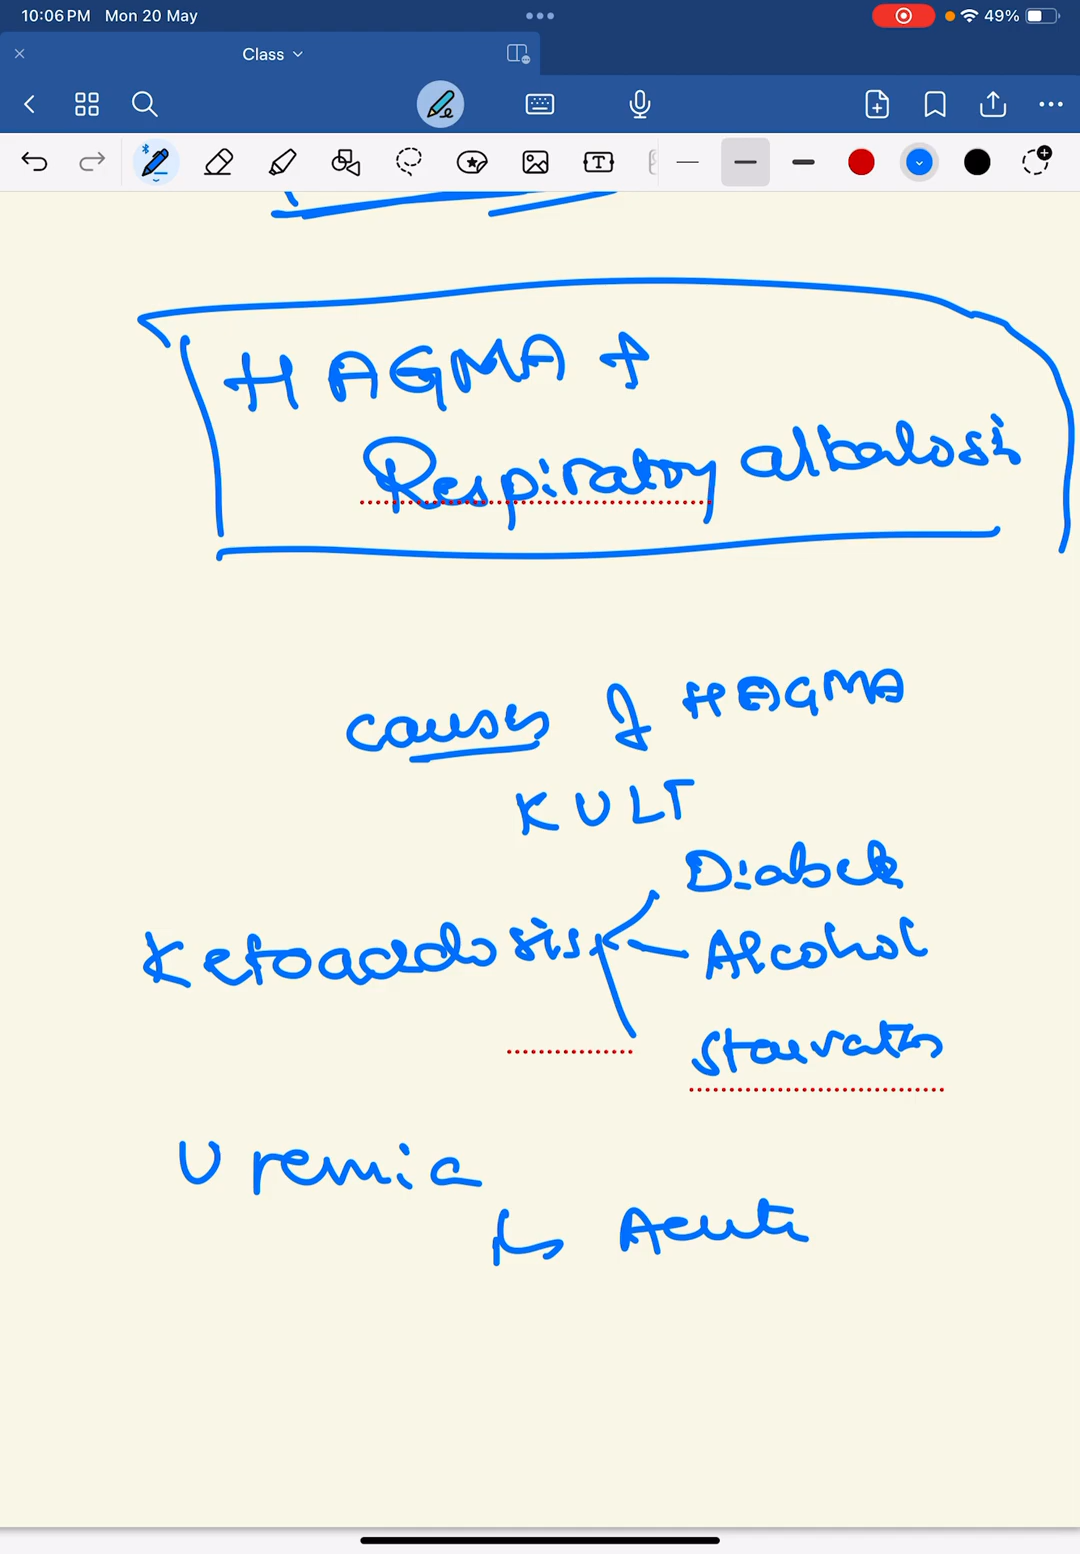 10:06 PM Mon 20 May 49%
Class
HAGMA +
Respiratory alkalosis
Causes of HAGMA
KULT
Ketoacidosis
Diabetes
Alcohol
Starvation
Uremia
Acute